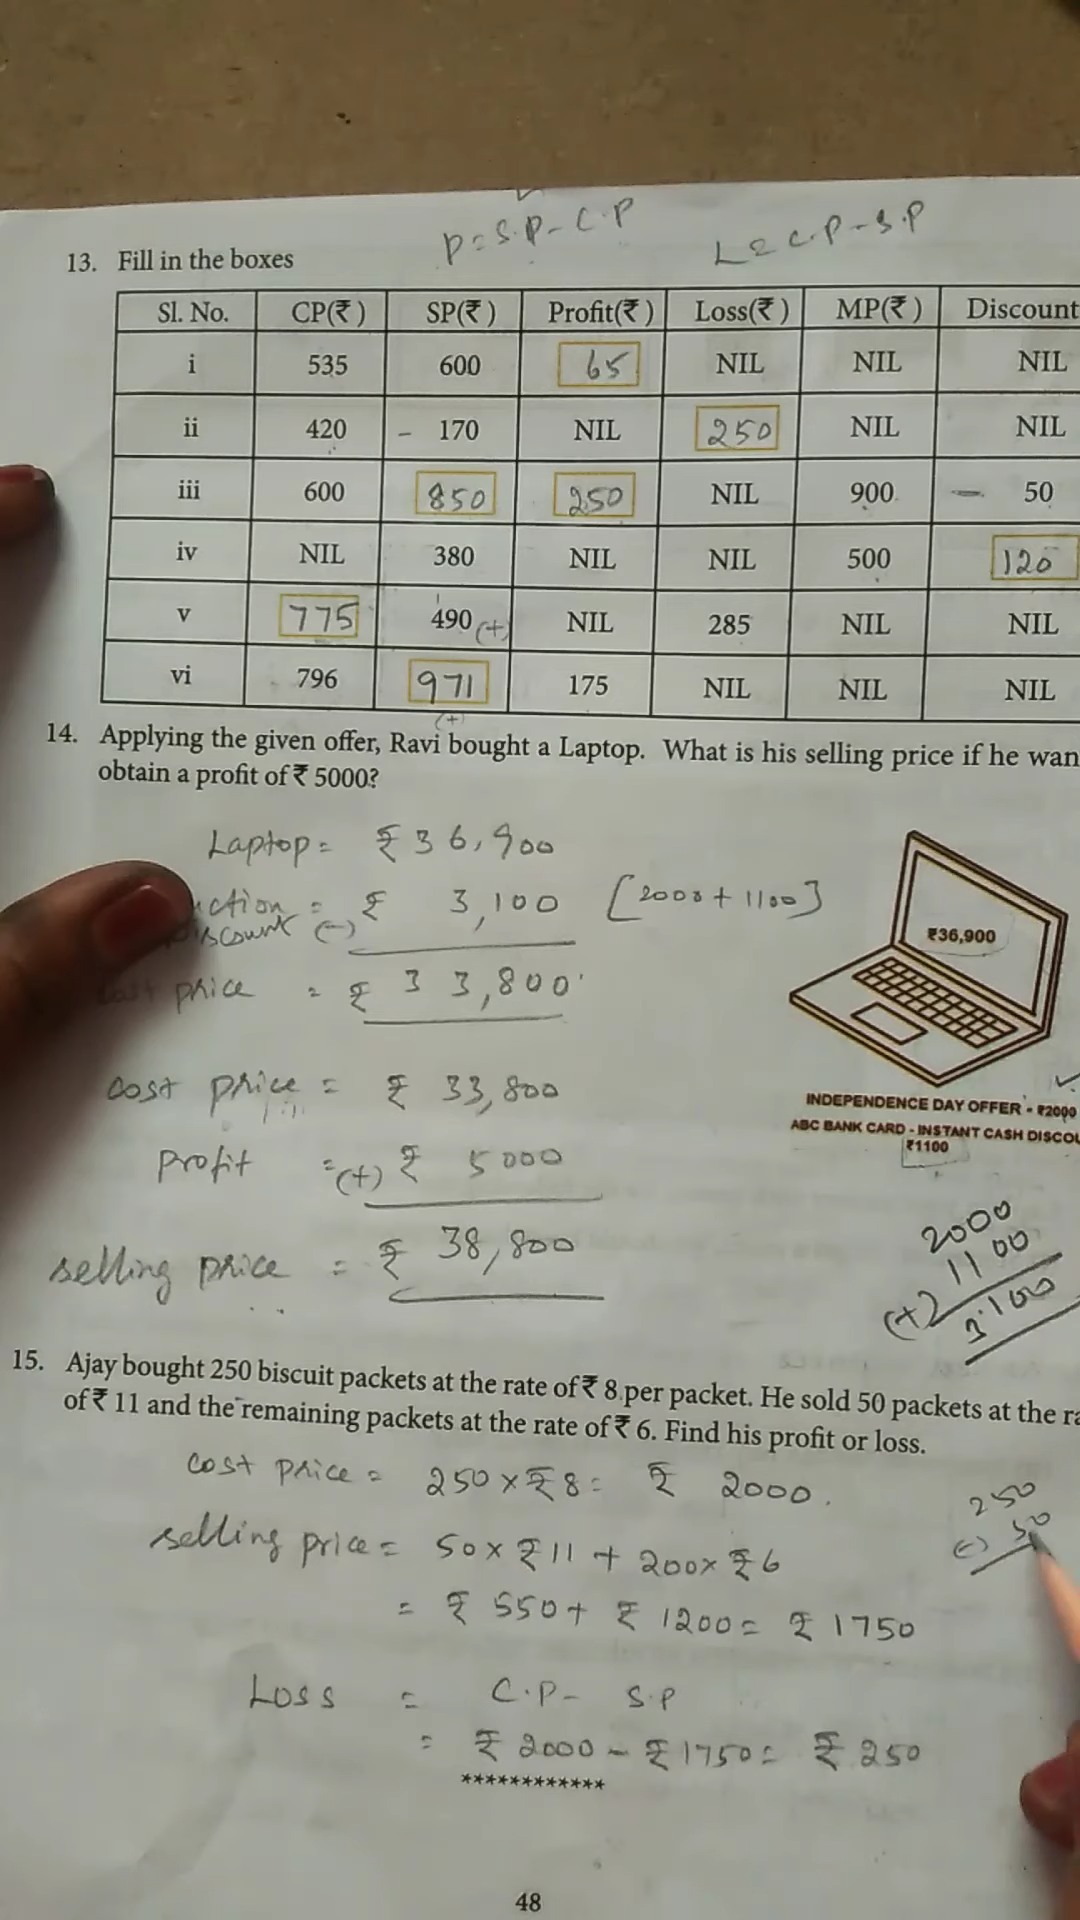 P = S.P - C.P
L = C.P - S.P
13. Fill in the boxes
Sl. No. CP(₹) SP(₹) Profit(₹) Loss(₹) MP(₹) Discount
i 535 600 65 NIL NIL NIL
ii 420 - 170 NIL 250 NIL NIL
iii 600 850 250 NIL 900 - 50
iv NIL 380 NIL NIL 500 120
v 775 490 (+) NIL 285 NIL NIL
vi 796 971 175 NIL NIL NIL
(+)
14. Applying the given offer, Ravi bought a Laptop. What is his selling price if he wan
obtain a profit of ₹ 5000?
Laptop = ₹ 36,900
uction = ₹ 3,100 [2000 + 1100]
iscount (-)
price = ₹ 33,800
₹36,900
cost price = ₹ 33,800
INDEPENDENCE DAY OFFER - ₹2000
ABC BANK CARD - INSTANT CASH DISCOU
₹1100
Profit = (+) ₹ 5000
selling price = ₹ 38,800
2000
1100
(+)
3100
15. Ajay bought 250 biscuit packets at the rate of ₹ 8 per packet. He sold 50 packets at the ra
of ₹ 11 and the remaining packets at the rate of ₹ 6. Find his profit or loss.
cost price = 250 × ₹8 = ₹ 2000.
selling price = 50 × ₹11 + 200 × ₹6
= ₹ 550 + ₹ 1200 = ₹ 1750
250
(-) 50
Loss = C.P - S.P
= ₹ 2000 - ₹ 1750 = ₹ 250
************
48